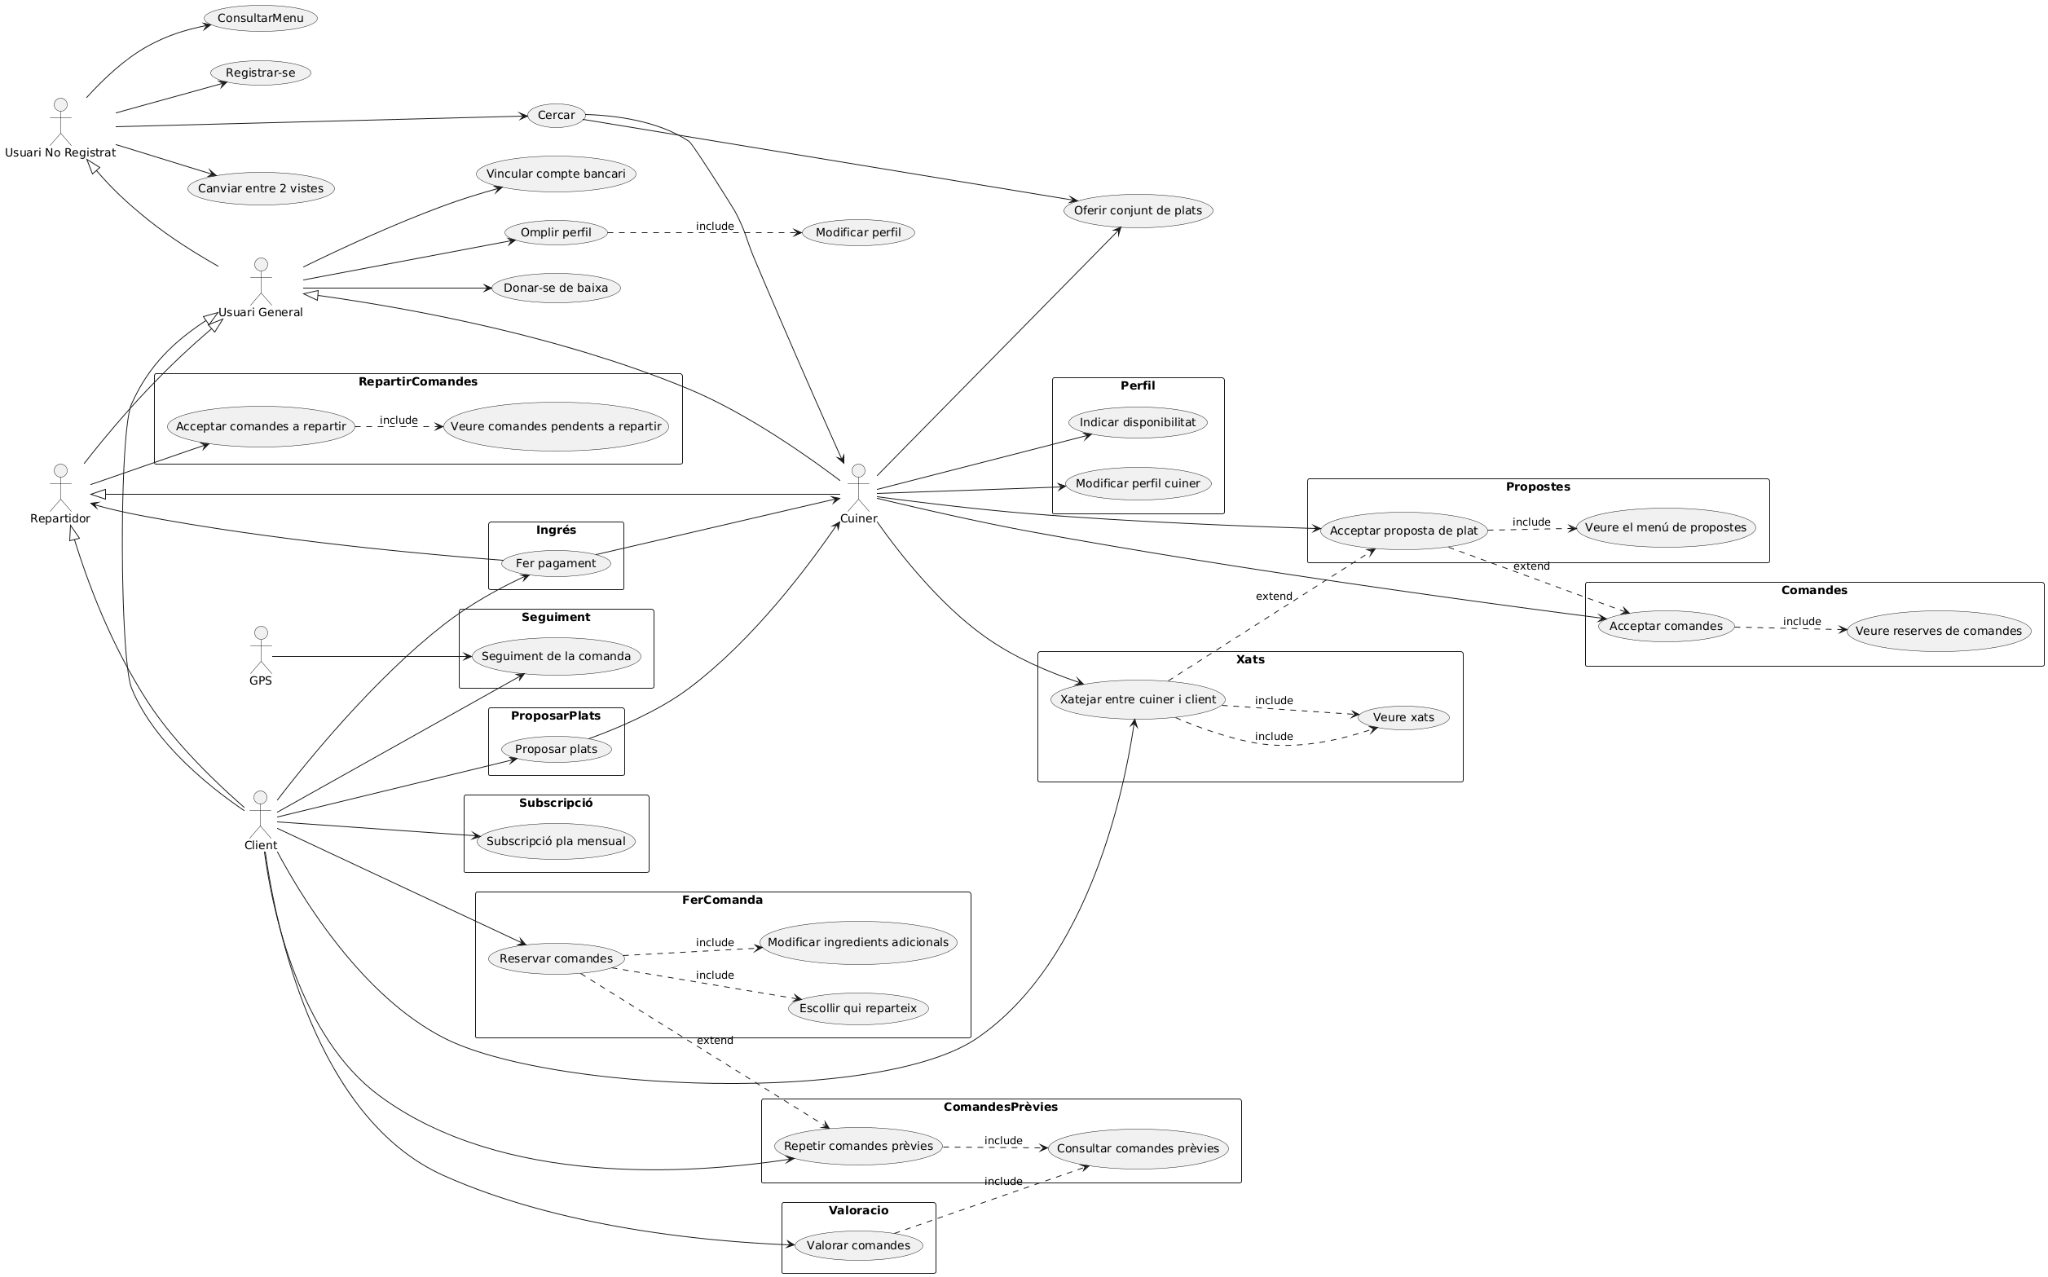 ConsultarMenu
Registrar-se
Cercar
Usuari No Registrat
Canviar entre 2 vistes
Vincular compte bancari
Oferir conjunt de plats
Omplir perfil
include
Modificar perfil
Donar-se de baixa
Usuari General
RepartirComandes
Acceptar comandes a repartir
include
Veure comandes pendents a repartir
Perfil
Indicar disponibilitat
Modificar perfil cuiner
Repartidor
Cuiner
Propostes
Acceptar proposta de plat
include
Veure el menú de propostes
Ingrés
Fer pagament
extend
Comandes
Acceptar comandes
include
Veure reserves de comandes
extend
Seguiment
Seguiment de la comanda
GPS
Xats
Xatejar entre cuiner i client
include
Veure xats
include
ProposarPlats
Proposar plats
Subscripció
Subscripció pla mensual
Client
FerComanda
Reservar comandes
include
Modificar ingredients adicionals
include
Escollir qui reparteix
extend
ComandesPrèvies
Repetir comandes prèvies
include
Consultar comandes prèvies
include
Valoracio
Valorar comandes